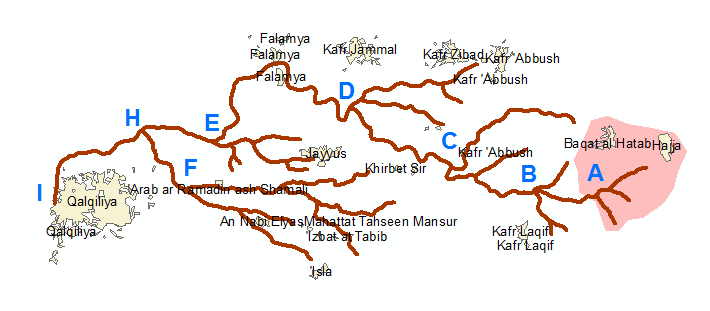 Falamya
Falamya
Kafr Jammal
Kafr Zibad
Kafr 'Abbush
Falamya
Kafr 'Abbush
D
H
E
C
Baqat al Hatab
Hajja
Jayyus
Kafr 'Abbush
F
Khirbet Sir
B
A
I
'Arab ar Ramadin ash Shamali
Qalqiliya
An Nabi Elyas
Mahattat Tahseen Mansur
Qalqiliya
Izbat at Tabib
Kafr Laqif
Kafr Laqif
Isla